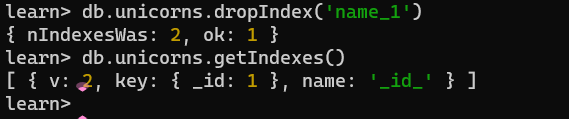 learn> db.unicorns.dropIndex('name_1')
{ nIndexesWas: 2, ok: 1 }
learn> db.unicorns.getIndexes()
[ { v: 2, key: { _id: 1 }, name: '_id_' } ]
learn>